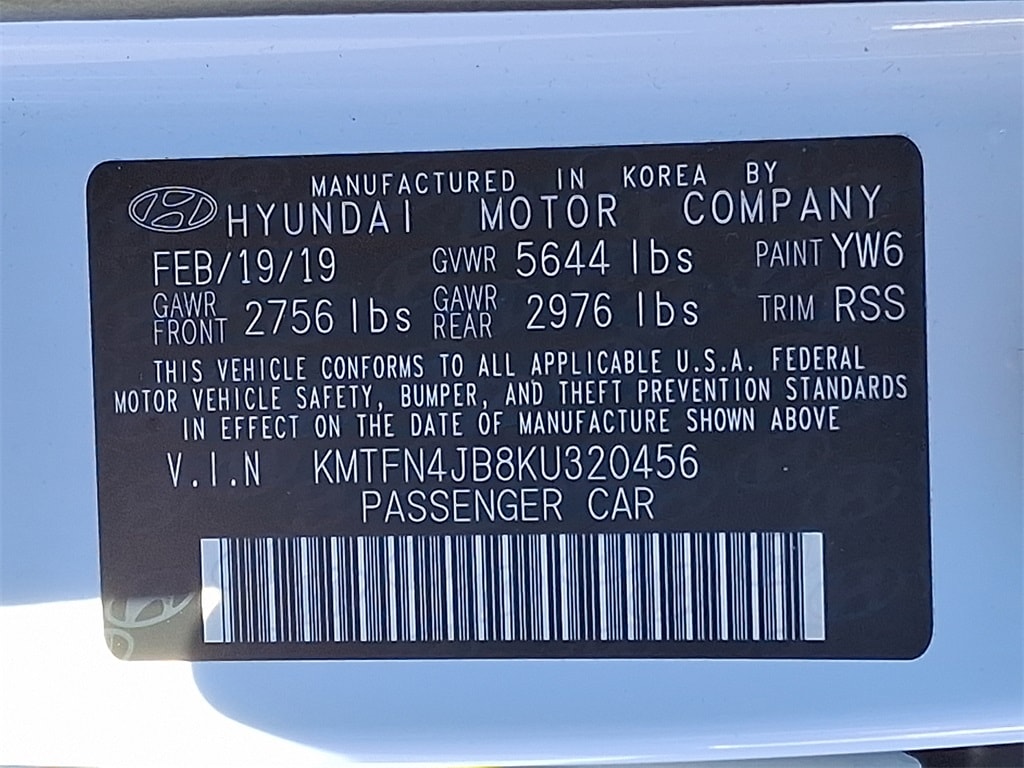 MANUFACTURED IN KOREA BY
HYUNDAI MOTOR COMPANY
FEB/19/19 GVWR 5644 lbs PAINT YW6
GAWR FRONT 2756 lbs GAWR REAR 2976 lbs TRIM RSS
THIS VEHICLE CONFORMS TO ALL APPLICABLE U.S.A. FEDERAL
MOTOR VEHICLE SAFETY, BUMPER, AND THEFT PREVENTION STANDARDS
IN EFFECT ON THE DATE OF MANUFACTURE SHOWN ABOVE
V.I.N KMTFN4JB8KU320456
PASSENGER CAR